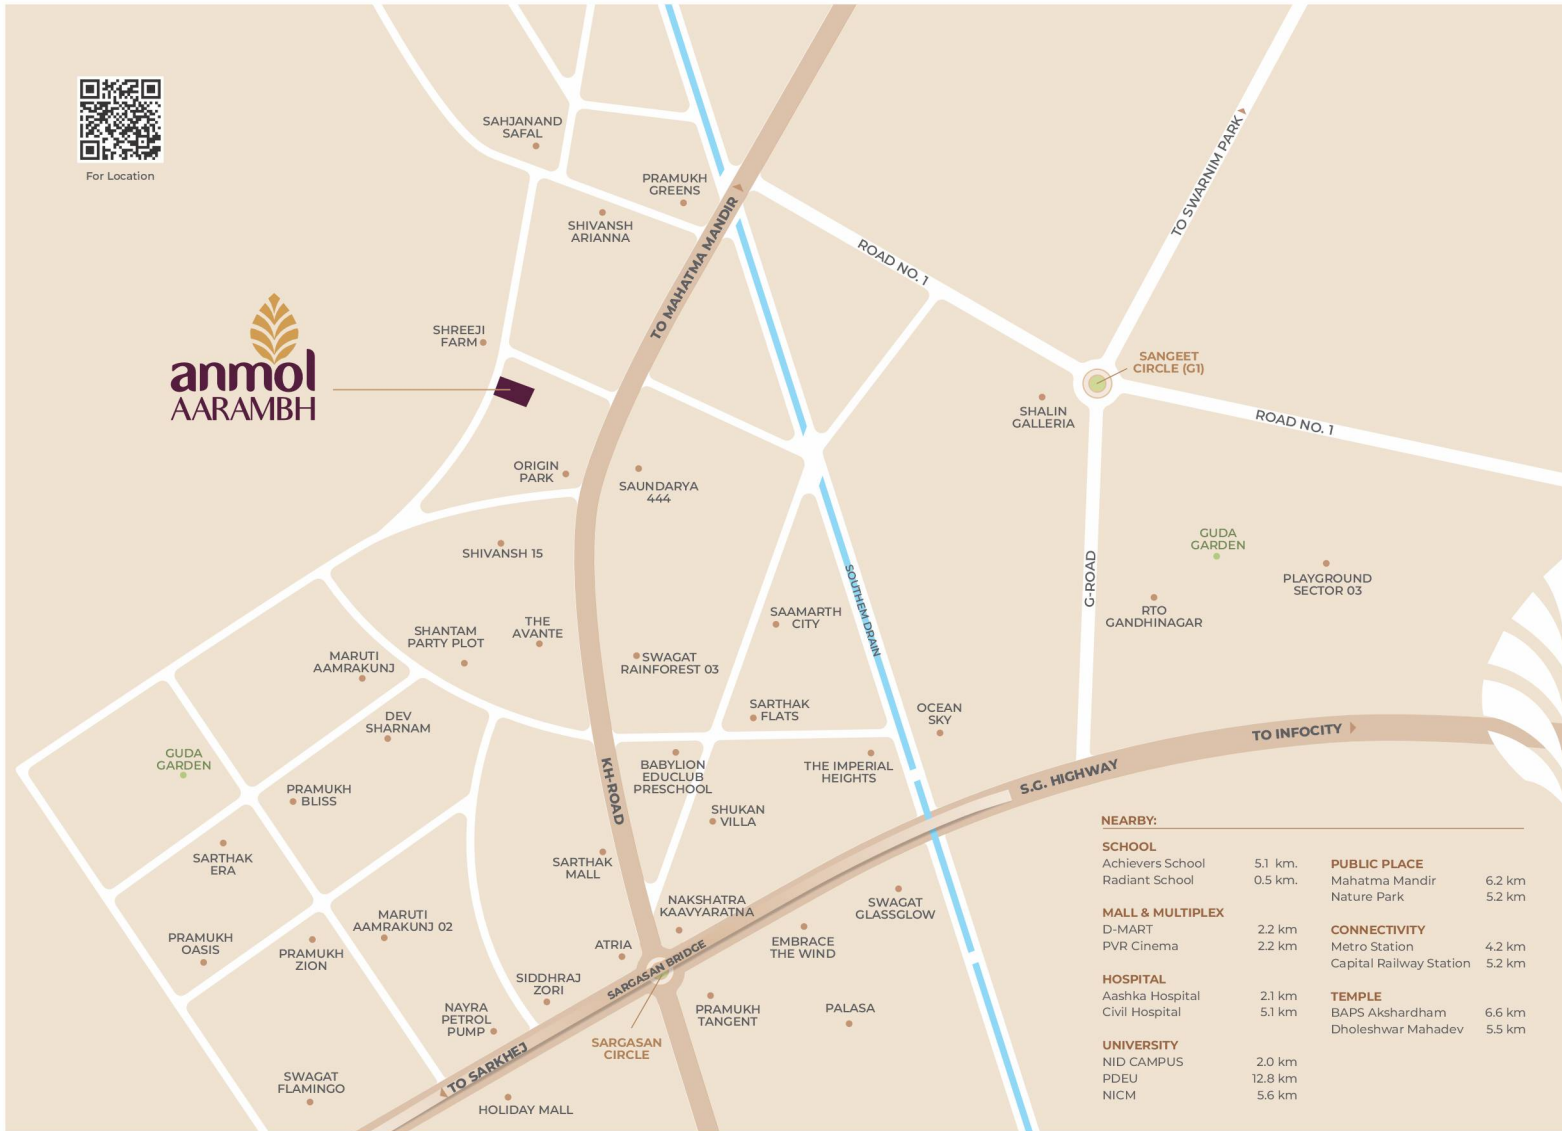 For Location
SAHJANAND
SAFAL
PRAMUKH
GREENS
SHIVANSH
ARIANNA
TO MAHATMA MANDIR
ROAD NO. 1
TO SWARNIM PARK
SHREEJI
FARM
anmol
AARAMBH
SANGEET
CIRCLE (G1)
SHALIN
GALLERIA
ROAD NO. 1
ORIGIN
PARK
SAUNDARYA
444
SHIVANSH 15
SOUTHEM DRAIN
G-ROAD
GUDA
GARDEN
PLAYGROUND
SECTOR 03
RTO
GANDHINAGAR
SAAMARTH
CITY
THE
AVANTE
SHANTAM
PARTY PLOT
MARUTI
AAMRAKUNJ
SWAGAT
RAINFOREST 03
SARTHAK
FLATS
OCEAN
SKY
DEV
SHARNAM
GUDA
GARDEN
PRAMUKH
BLISS
KH-ROAD
BABYLION
EDUCLUB
PRESCHOOL
THE IMPERIAL
HEIGHTS
S.G. HIGHWAY
TO INFOCITY
SHUKAN
VILLA
SARTHAK
ERA
SARTHAK
MALL
NAKSHATRA
KAAVYARATNA
SWAGAT
GLASSGLOW
MARUTI
AAMRAKUNJ 02
PRAMUKH
OASIS
PRAMUKH
ZION
ATRIA
EMBRACE
THE WIND
SARGASAN BRIDGE
SIDDHRAJ
ZORI
NAYRA
PETROL
PUMP
PRAMUKH
TANGENT
PALASA
SARGASAN
CIRCLE
TO SARKHEJ
SWAGAT
FLAMINGO
HOLIDAY MALL
NEARBY:
SCHOOL
Achievers School 5.1 km.
Radiant School 0.5 km.
MALL & MULTIPLEX
D-MART 2.2 km
PVR Cinema 2.2 km
HOSPITAL
Aashka Hospital 2.1 km
Civil Hospital 5.1 km
UNIVERSITY
NID CAMPUS 2.0 km
PDEU 12.8 km
NICM 5.6 km
PUBLIC PLACE
Mahatma Mandir 6.2 km
Nature Park 5.2 km
CONNECTIVITY
Metro Station 4.2 km
Capital Railway Station 5.2 km
TEMPLE
BAPS Akshardham 6.6 km
Dholeshwar Mahadev 5.5 km